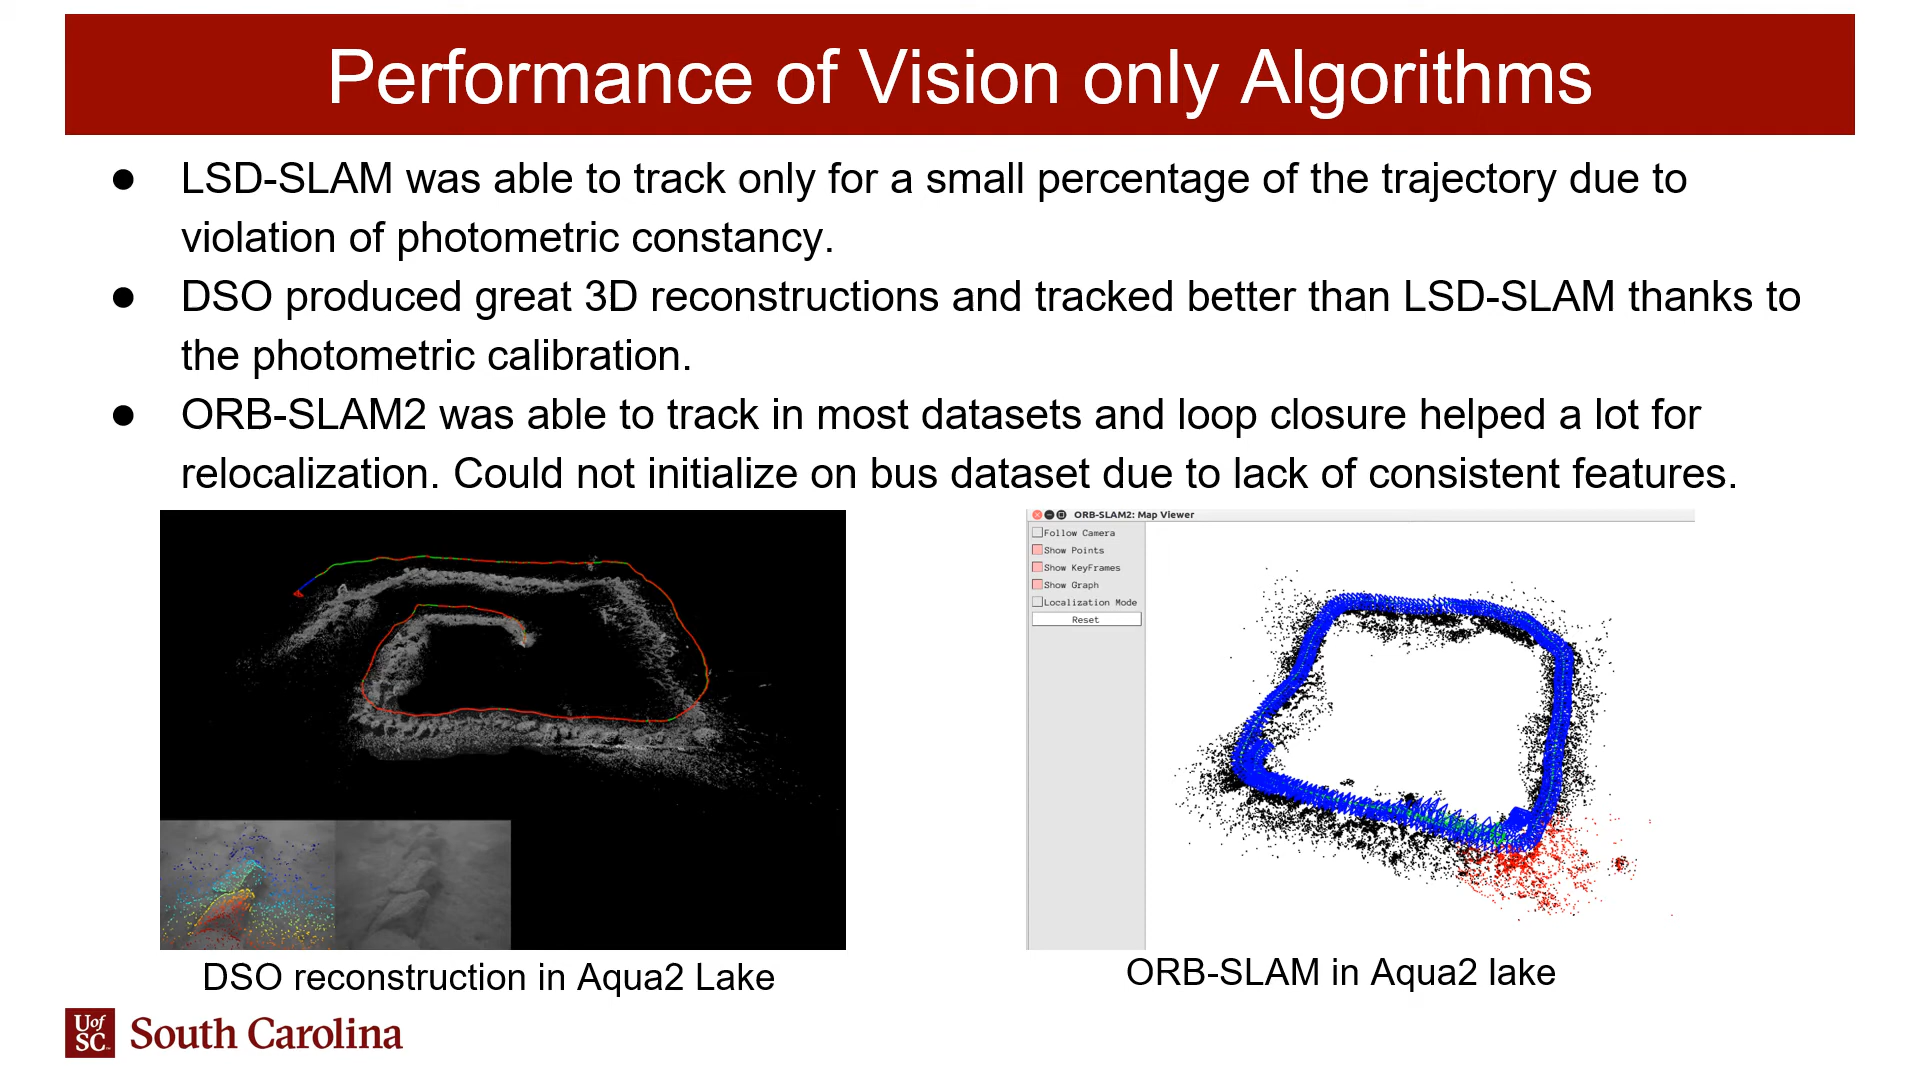 Performance of Vision only Algorithms
● LSD-SLAM was able to track only for a small percentage of the trajectory due to
violation of photometric constancy.
● DSO produced great 3D reconstructions and tracked better than LSD-SLAM thanks to
the photometric calibration.
● ORB-SLAM2 was able to track in most datasets and loop closure helped a lot for
relocalization. Could not initialize on bus dataset due to lack of consistent features.
ORB-SLAM2: Map Viewer
Follow Camera
Show Points
Show KeyFrames
Show Graph
Localization Mode
Reset
DSO reconstruction in Aqua2 Lake
ORB-SLAM in Aqua2 lake
UofSC South Carolina